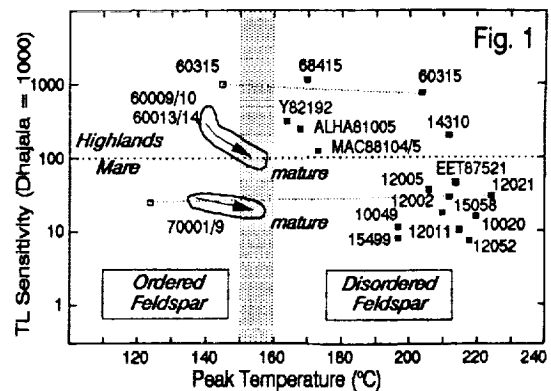 Fig. 1
TL Sensitivity (Dhajala = 1000)
1000
100
10
1
60315
68415
60315
60009/10
60013/14
Y82192
ALHA81005
MAC88104/5
14310
Highlands
Mare
mature
mature
EET87521
12005
12021
12002
15058
10049
12011
10020
15499
12052
70001/9
Ordered
Feldspar
Disordered
Feldspar
120 140 160 180 200 220
Peak Temperature (ºC)